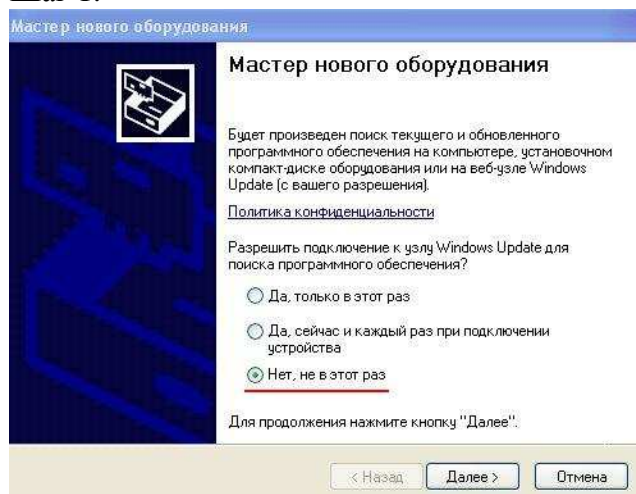 Мастер нового оборудования
Мастер нового оборудования
Будет произведен поиск текущего и обновленного
программного обеспечения на компьютере, установочном
компакт-диске оборудования или на веб-узле Windows
Update (с вашего разрешения).
Политика конфиденциальности
Разрешить подключение к узлу Windows Update для
поиска программного обеспечения?
Да, только в этот раз
Да, сейчас и каждый раз при подключении
устройства
Нет, не в этот раз
Для продолжения нажмите кнопку "Далее".
< Назад Далее > Отмена